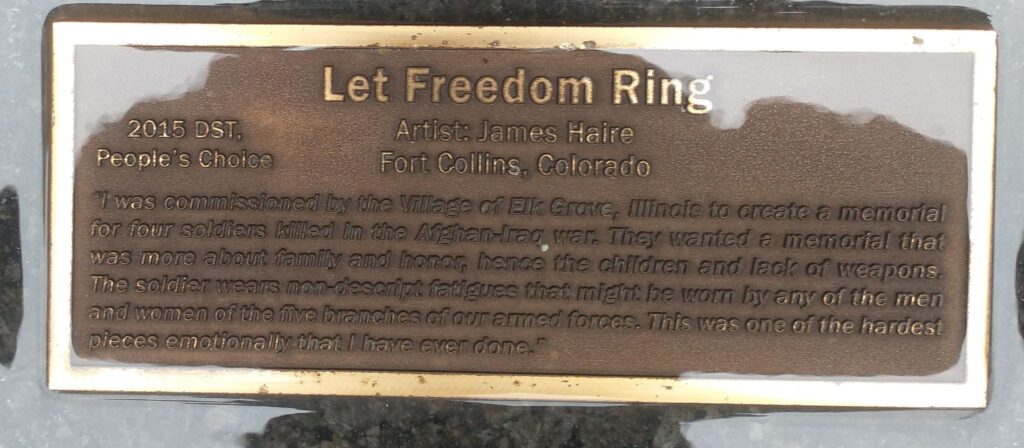 Let Freedom Ring
2015 DST,
People's Choice
Artist: James Haire
Fort Collins, Colorado
"I was commissioned by the Village of Elk Grove, Illinois to create a memorial
for four soldiers killed in the Afghan-Iraq war. They wanted a memorial that
was more about family and honor, hence the children and lack of weapons.
The soldier wears non-descript fatigues that might be worn by any of the men
and women of the five branches of our armed forces. This was one of the hardest
pieces emotionally that I have ever done."